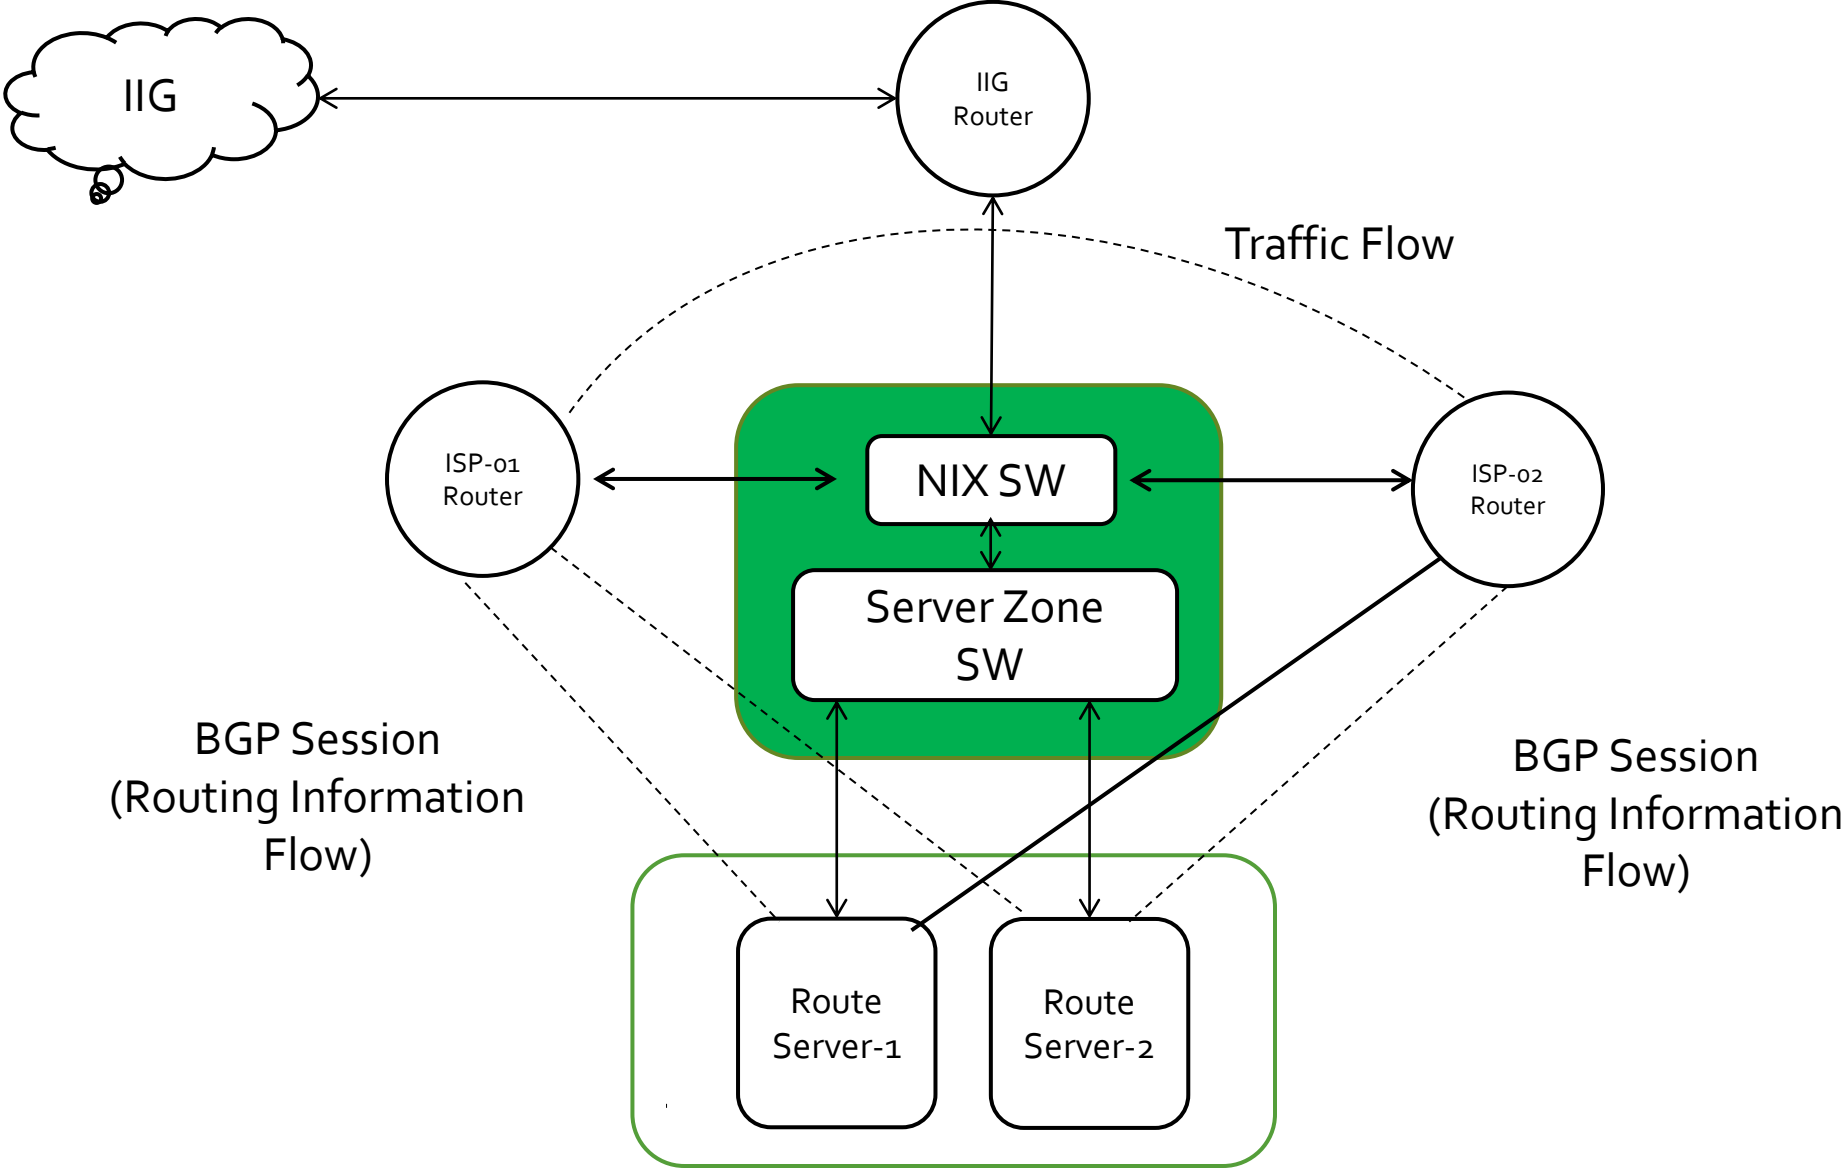 IIG
IIG
Router
Traffic Flow
ISP-01
Router
NIX SW
ISP-02
Router
Server Zone
SW
BGP Session
(Routing Information
Flow)
BGP Session
(Routing Information
Flow)
Route
Server-1
Route
Server-2